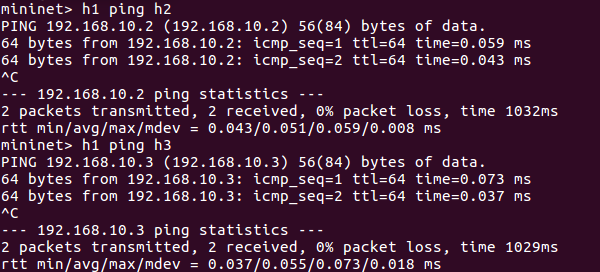 mininet> h1 ping h2
PING 192.168.10.2 (192.168.10.2) 56(84) bytes of data.
64 bytes from 192.168.10.2: icmp_seq=1 ttl=64 time=0.059 ms
64 bytes from 192.168.10.2: icmp_seq=2 ttl=64 time=0.043 ms
^C
--- 192.168.10.2 ping statistics ---
2 packets transmitted, 2 received, 0% packet loss, time 1032ms
rtt min/avg/max/mdev = 0.043/0.051/0.059/0.008 ms
mininet> h1 ping h3
PING 192.168.10.3 (192.168.10.3) 56(84) bytes of data.
64 bytes from 192.168.10.3: icmp_seq=1 ttl=64 time=0.073 ms
64 bytes from 192.168.10.3: icmp_seq=2 ttl=64 time=0.037 ms
^C
--- 192.168.10.3 ping statistics ---
2 packets transmitted, 2 received, 0% packet loss, time 1029ms
rtt min/avg/max/mdev = 0.037/0.055/0.073/0.018 ms